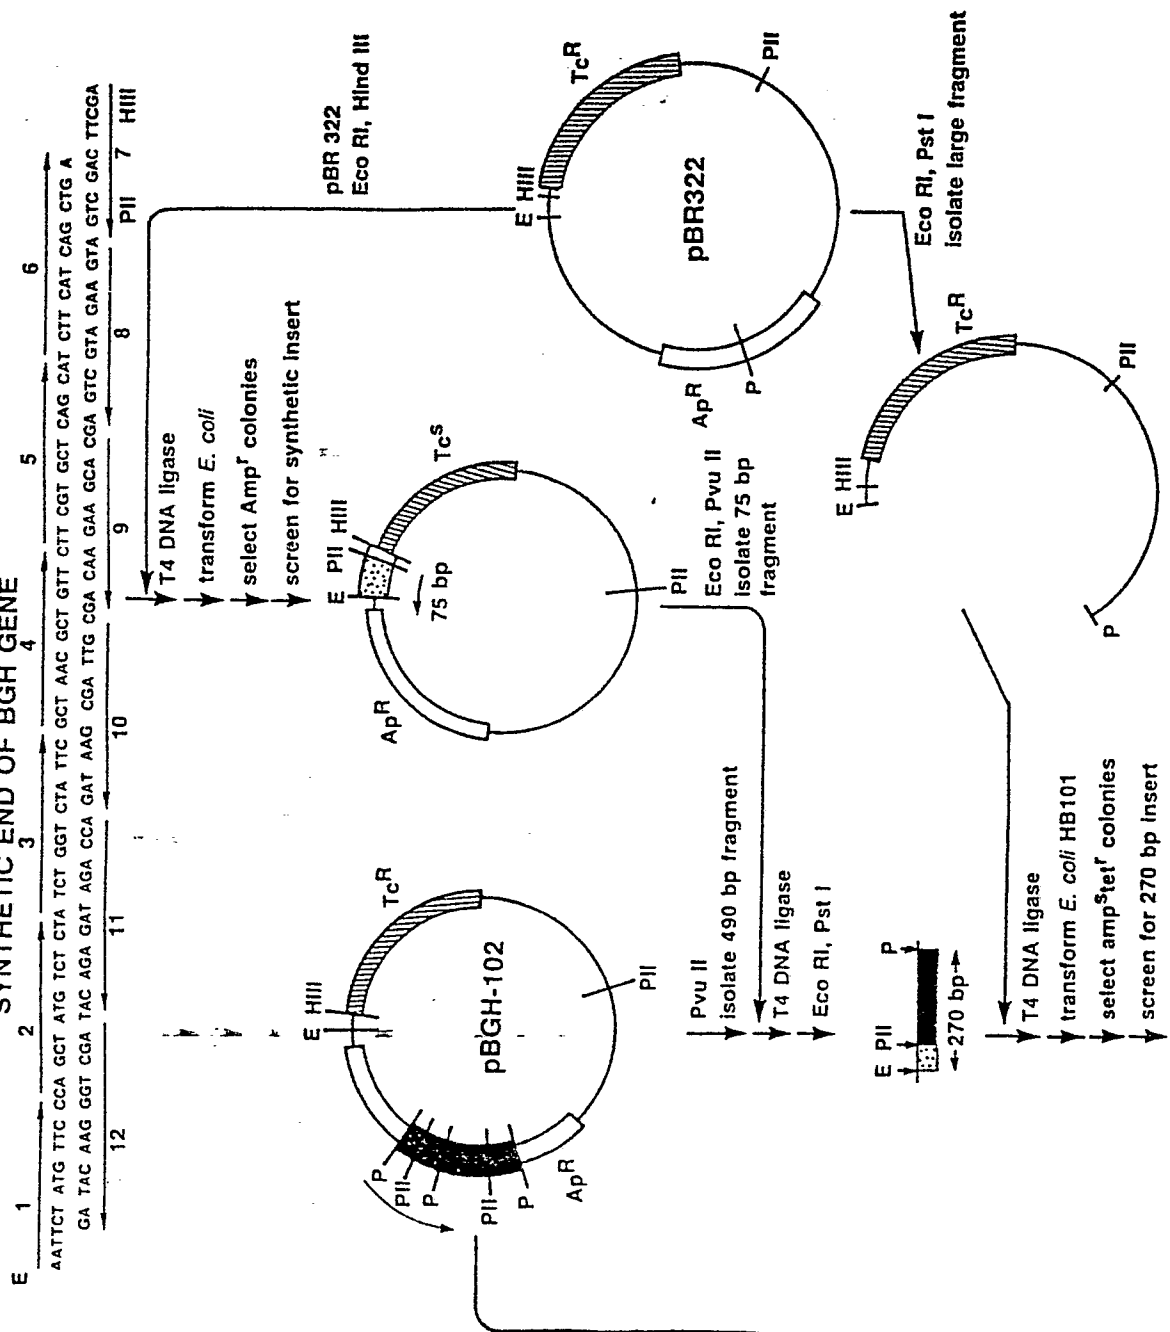 SYNTHETIC END OF BGH GENE
E 1 2 3 4 5 6
AATTCT ATG TTC CCA GCT ATG TCT CTA TCT GGT CTA TTC GCT AAC GCT GTT CTT CGT GCT CAG CAT CTT CAT CAG CTG A
GA TAC AAG GGT CGA TAC AGA GAT AGA CCA GAT AAG CGA TTG CGA CAA GAA GCA CGA GTC GTA GAA GTA GTC GAC TTCGA
12 11 10 9 8 PII 7 HIII
T4 DNA ligase
transform E. coli
select Ampr colonies
screen for synthetic insert
pBR 322
Eco RI, HInd III
E HIII
TcR
pBGH-102
P
PII
P
PII
P
ApR
PII
E PII HIII
TcS
75 bp
ApR
PII
E HIII
TcR
pBR322
ApR
P
PII
Pvu II
isolate 490 bp fragment
T4 DNA ligase
Eco RI, Pst I
Eco RI, Pvu II
isolate 75 bp
fragment
Eco RI, Pst I
isolate large fragment
E HIII
TcR
PII
P
E PII P
270 bp
T4 DNA ligase
transform E. coli HB101
select ampstetr colonies
screen for 270 bp insert